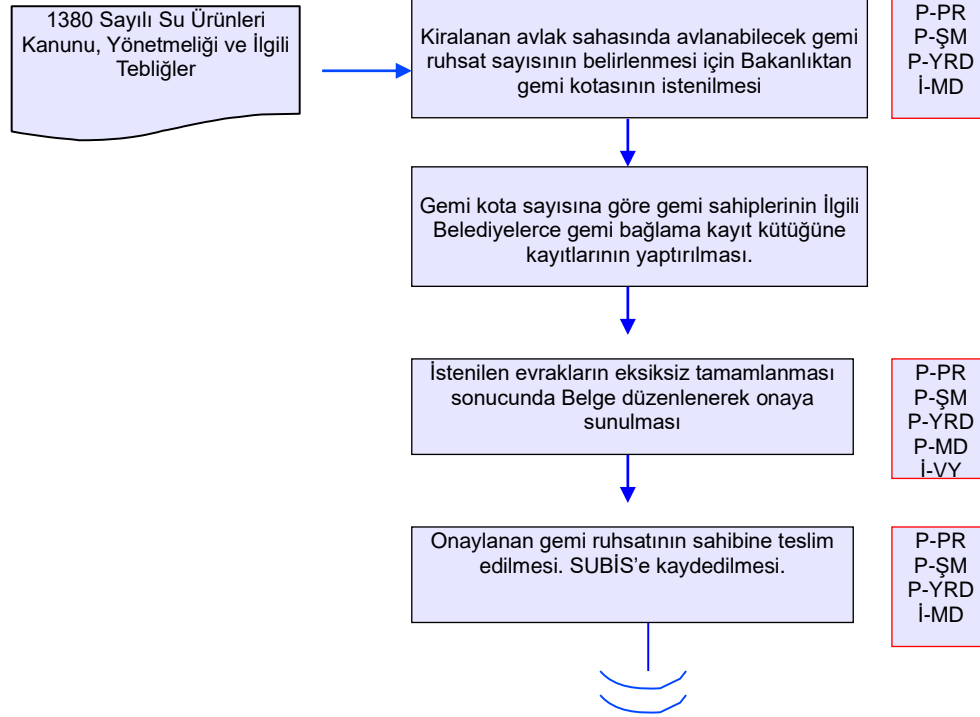 1380 Sayılı Su Ürünleri
Kanunu, Yönetmeliği ve İlgili
Tebliğler
Kiralanan avlak sahasında avlanabilecek gemi
ruhsat sayısının belirlenmesi için Bakanlıktan
gemi kotasının istenilmesi
P-PR
P-ŞM
P-YRD
İ-MD
Gemi kota sayısına göre gemi sahiplerinin İlgili
Belediyelerce gemi bağlama kayıt kütüğüne
kayıtlarının yaptırılması.
İstenilen evrakların eksiksiz tamamlanması
sonucunda Belge düzenlenerek onaya
sunulması
P-PR
P-ŞM
P-YRD
P-MD
İ-VY
Onaylanan gemi ruhsatının sahibine teslim
edilmesi. SUBİS’e kaydedilmesi.
P-PR
P-ŞM
P-YRD
İ-MD